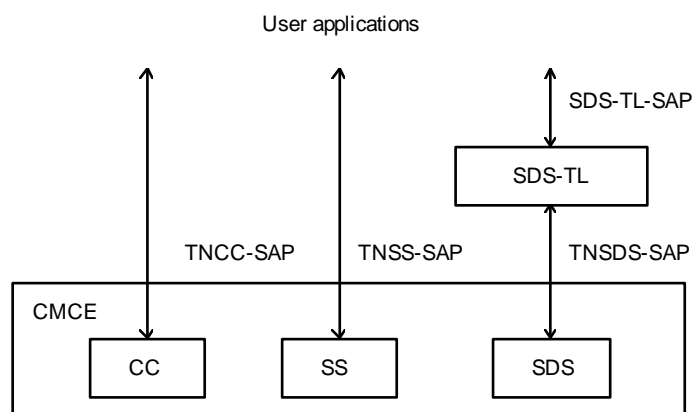 User applications
SDS-TL-SAP
SDS-TL
TNCC-SAP
TNSS-SAP
TNSDS-SAP
CMCE
CC
SS
SDS